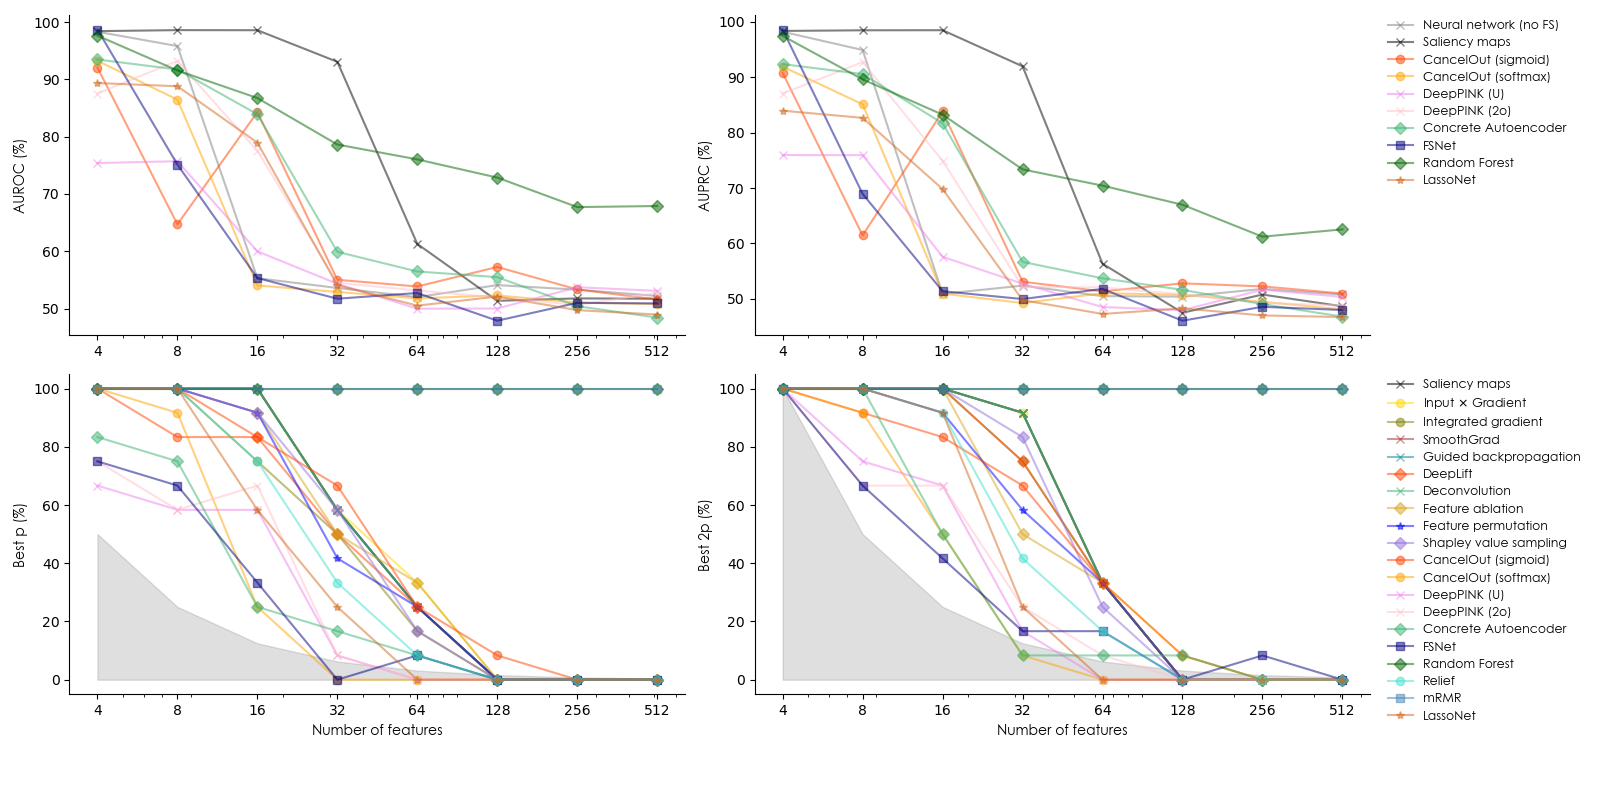 AUROC (%)
100
90
80
70
60
50
4 8 16 32 64 128 256 512
AUPRC (%)
100
90
80
70
60
50
4 8 16 32 64 128 256 512
Neural network (no FS)
Saliency maps
CancelOut (sigmoid)
CancelOut (softmax)
DeepPINK (U)
DeepPINK (2o)
Concrete Autoencoder
FSNet
Random Forest
LassoNet
Best p (%)
100
80
60
40
20
0
4 8 16 32 64 128 256 512
Number of features
Best 2p (%)
100
80
60
40
20
0
4 8 16 32 64 128 256 512
Number of features
Saliency maps
Input × Gradient
Integrated gradient
SmoothGrad
Guided backpropagation
DeepLift
Deconvolution
Feature ablation
Feature permutation
Shapley value sampling
CancelOut (sigmoid)
CancelOut (softmax)
DeepPINK (U)
DeepPINK (2o)
Concrete Autoencoder
FSNet
Random Forest
Relief
mRMR
LassoNet